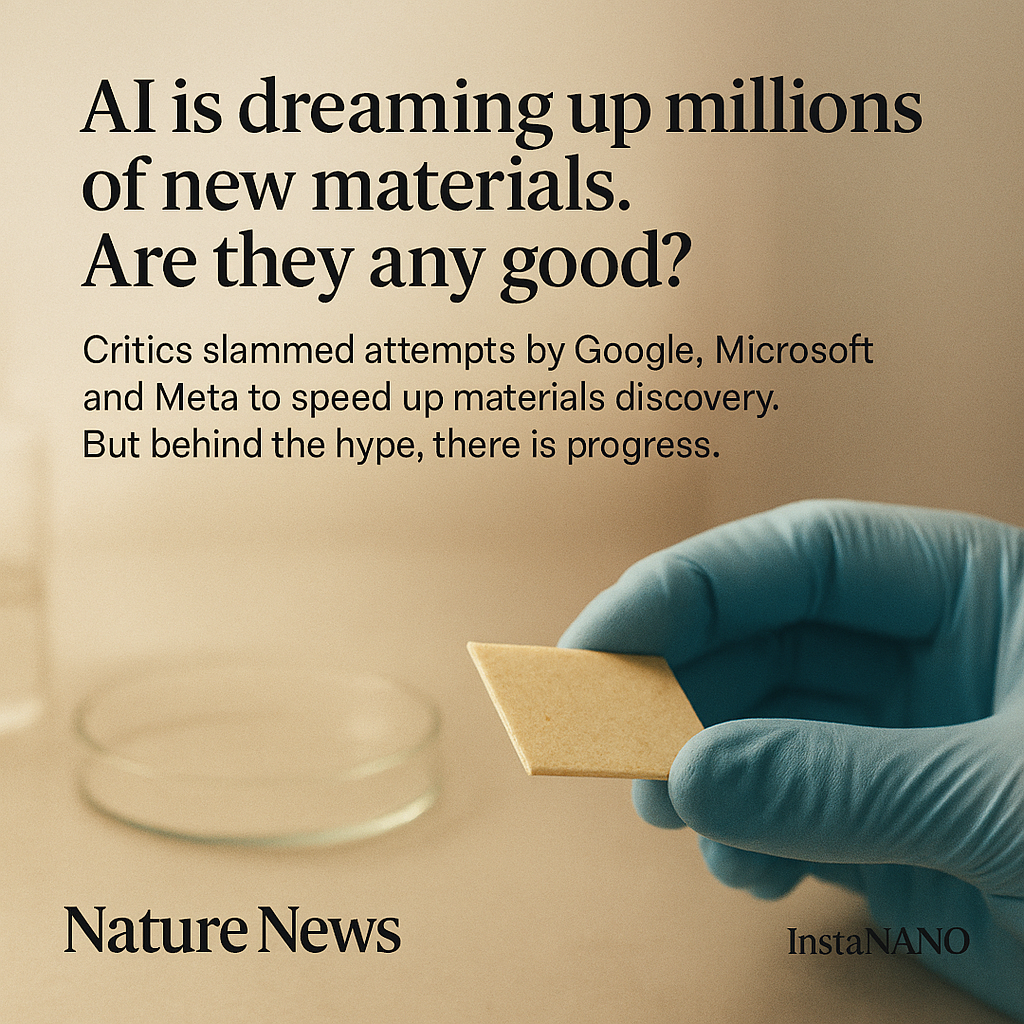 AI is dreaming up millions
of new materials.
Are they any good?
Critics slammed attempts by Google, Microsoft
and Meta to speed up materials discovery.
But behind the hype, there is progress.
Nature News
InstaNANO